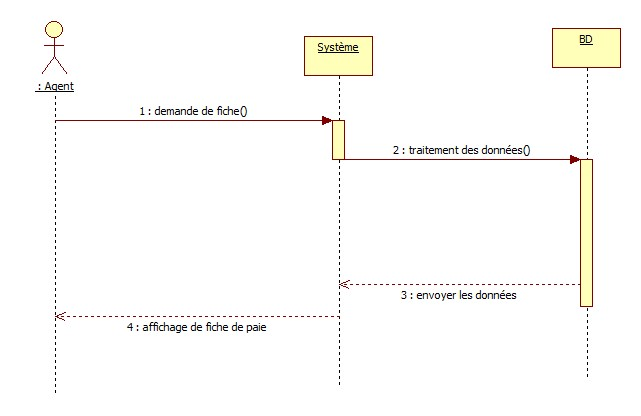 Système
BD
: Agent
1 : demande de fiche()
2 : traitement des données()
3 : envoyer les données
4 : affichage de fiche de paie